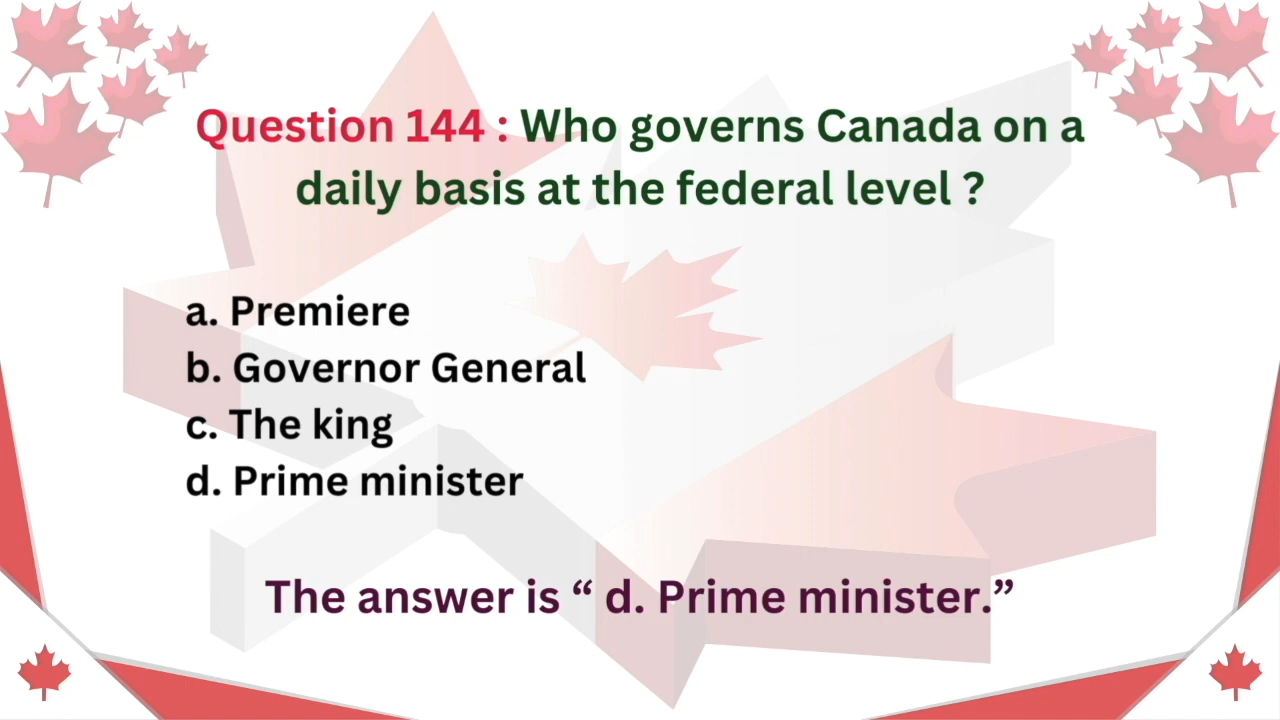 Question 144 : Who governs Canada on a
daily basis at the federal level ?
a. Premiere
b. Governor General
c. The king
d. Prime minister
The answer is “ d. Prime minister.”